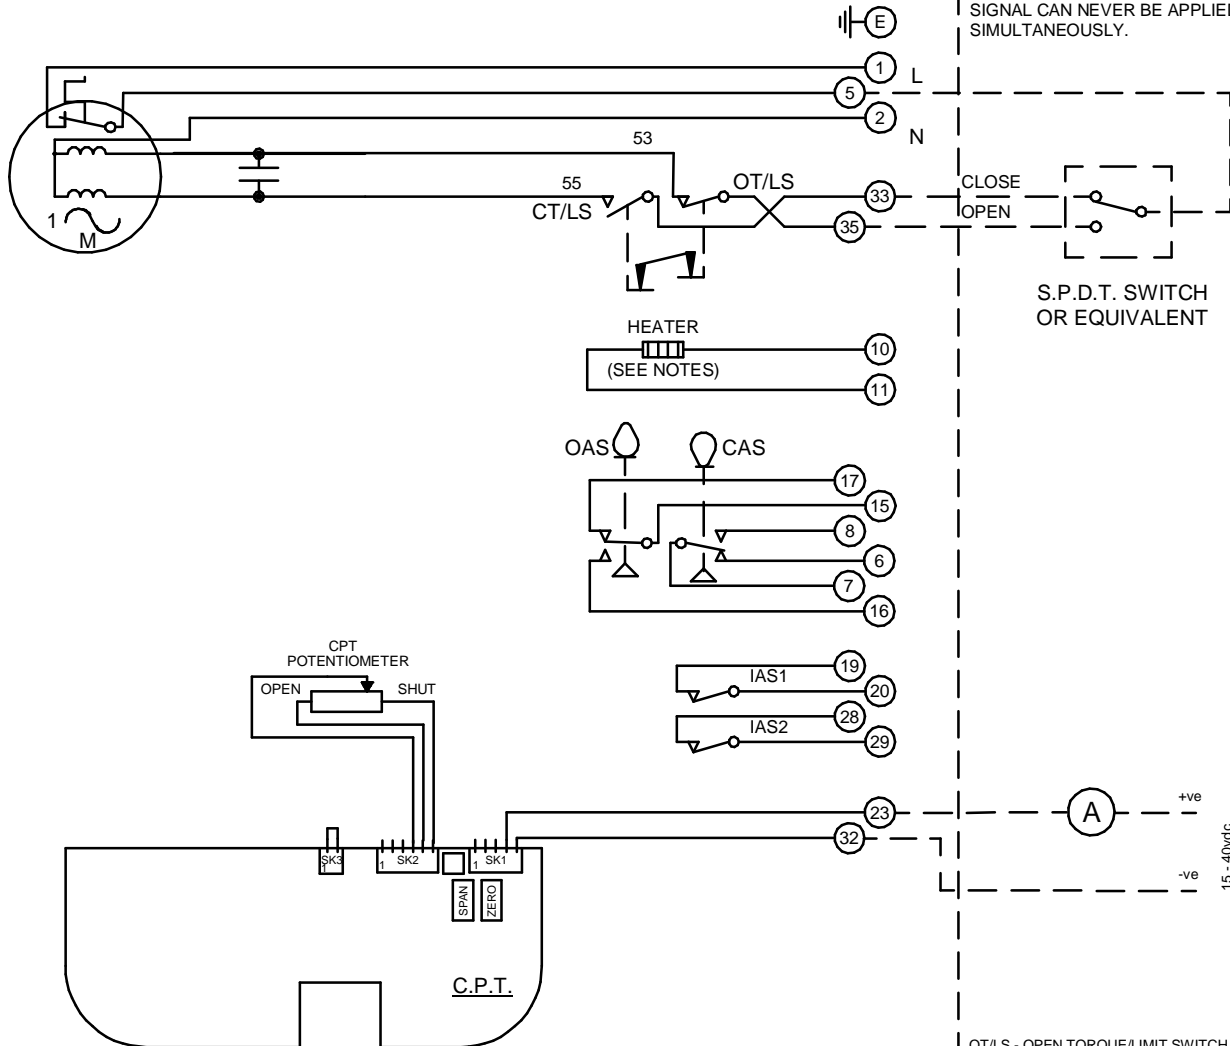 SIGNAL CAN NEVER BE APPLIED
SIMULTANEOUSLY.
E
1
L
5
2
N
53
55
CT/LS
OT/LS
33
CLOSE
35
OPEN
1
M
S.P.D.T. SWITCH
OR EQUIVALENT
HEATER
(SEE NOTES)
10
11
OAS
CAS
17
15
8
6
7
16
CPT
POTENTIOMETER
OPEN
SHUT
IAS1
19
20
IAS2
28
29
23
32
A
+ve
-ve
15 - 40vdc
SK3
1
1
SK2
1
SK1
SPAN
ZERO
C.P.T.
OT/LS - OPEN TORQUE/LIMIT SWITCH